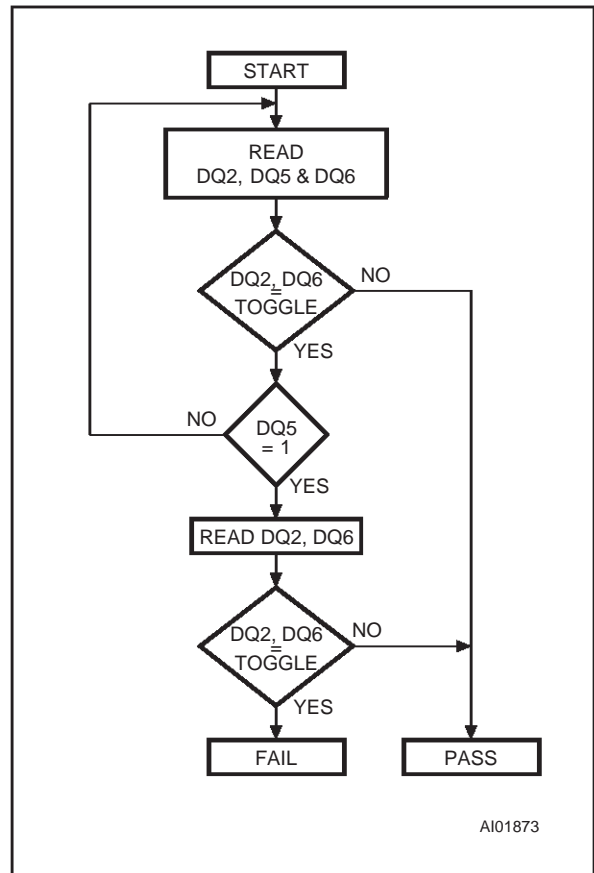 START
READ
DQ2, DQ5 & DQ6
DQ2, DQ6
=
TOGGLE
NO
YES
NO
DQ5
= 1
YES
READ DQ2, DQ6
DQ2, DQ6
=
TOGGLE
NO
YES
FAIL
PASS
AI01873